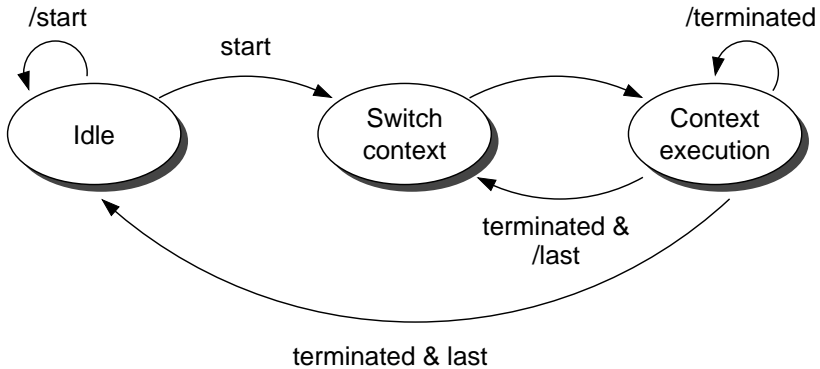 /start
start
/terminated
Idle
Switch
context
Context
execution
terminated &
/last
terminated & last